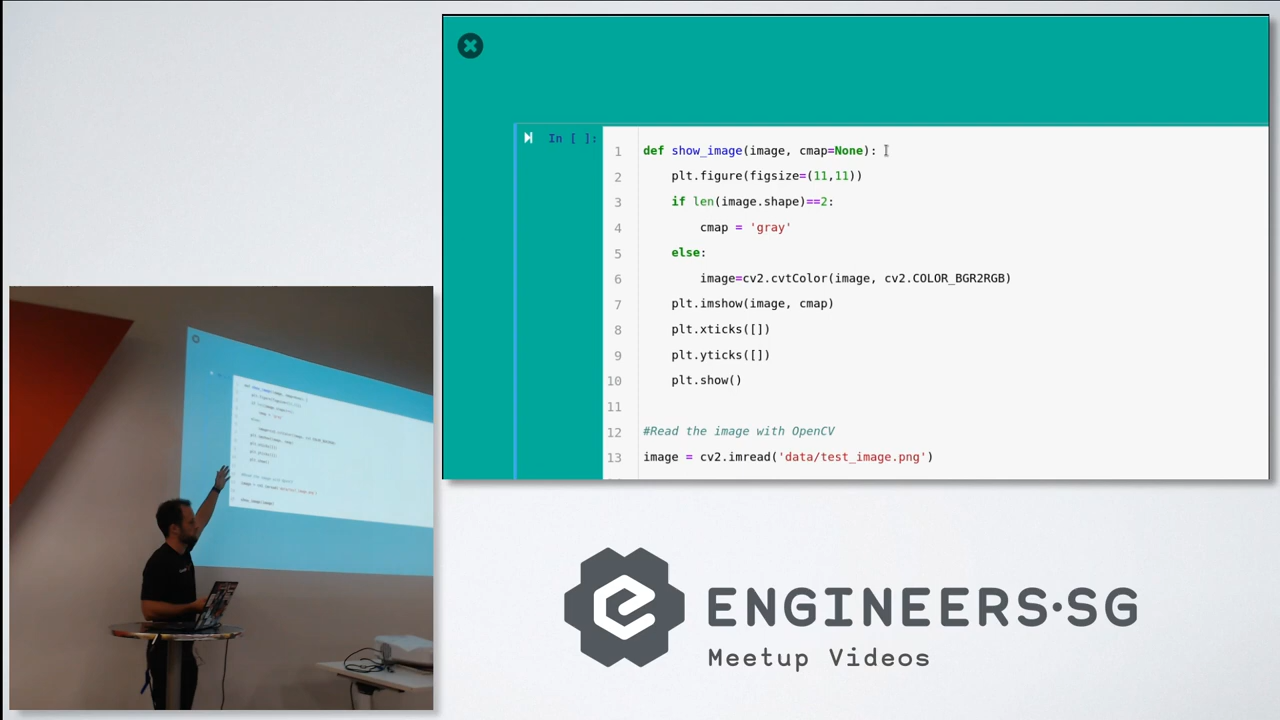 In [ ]:
1 def show_image(image, cmap=None):
2 plt.figure(figsize=(11,11))
3 if len(image.shape)==2:
4 cmap = 'gray'
5 else:
6 image=cv2.cvtColor(image, cv2.COLOR_BGR2RGB)
7 plt.imshow(image, cmap)
8 plt.xticks([])
9 plt.yticks([])
10 plt.show()
11
12 #Read the image with OpenCV
13 image = cv2.imread('data/test_image.png')
ENGINEERS·SG
Meetup Videos